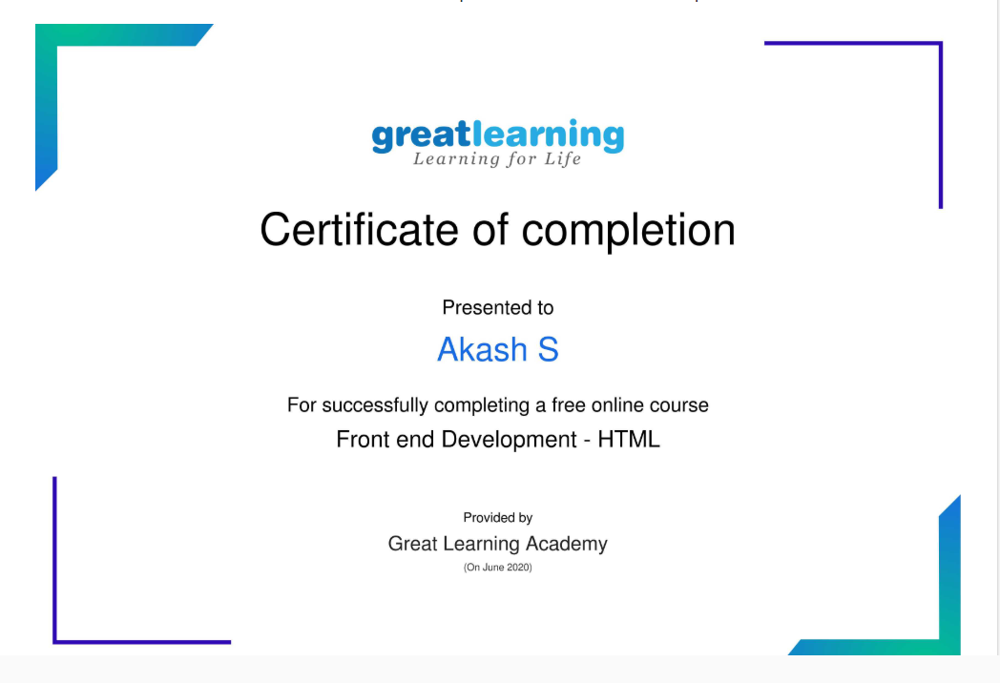 greatlearning
Learning for Life
Certificate of completion
Presented to
Akash S
For successfully completing a free online course
Front end Development - HTML
Provided by
Great Learning Academy
(On June 2020)